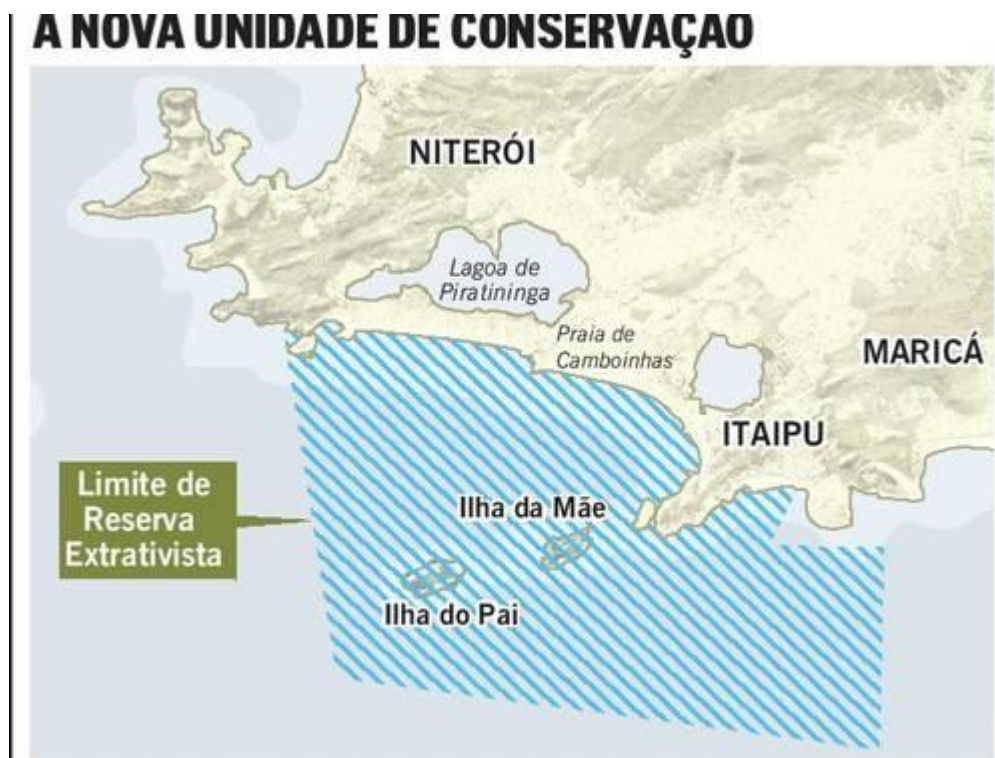 A NOVA UNIDADE DE CONSERVAÇÃO
NITERÓI
Lagoa de
Piratininga
Praia de
Camboinhas
MARICÁ
ITAIPU
Limite de
Reserva
Extrativista
Ilha da Mãe
Ilha do Pai